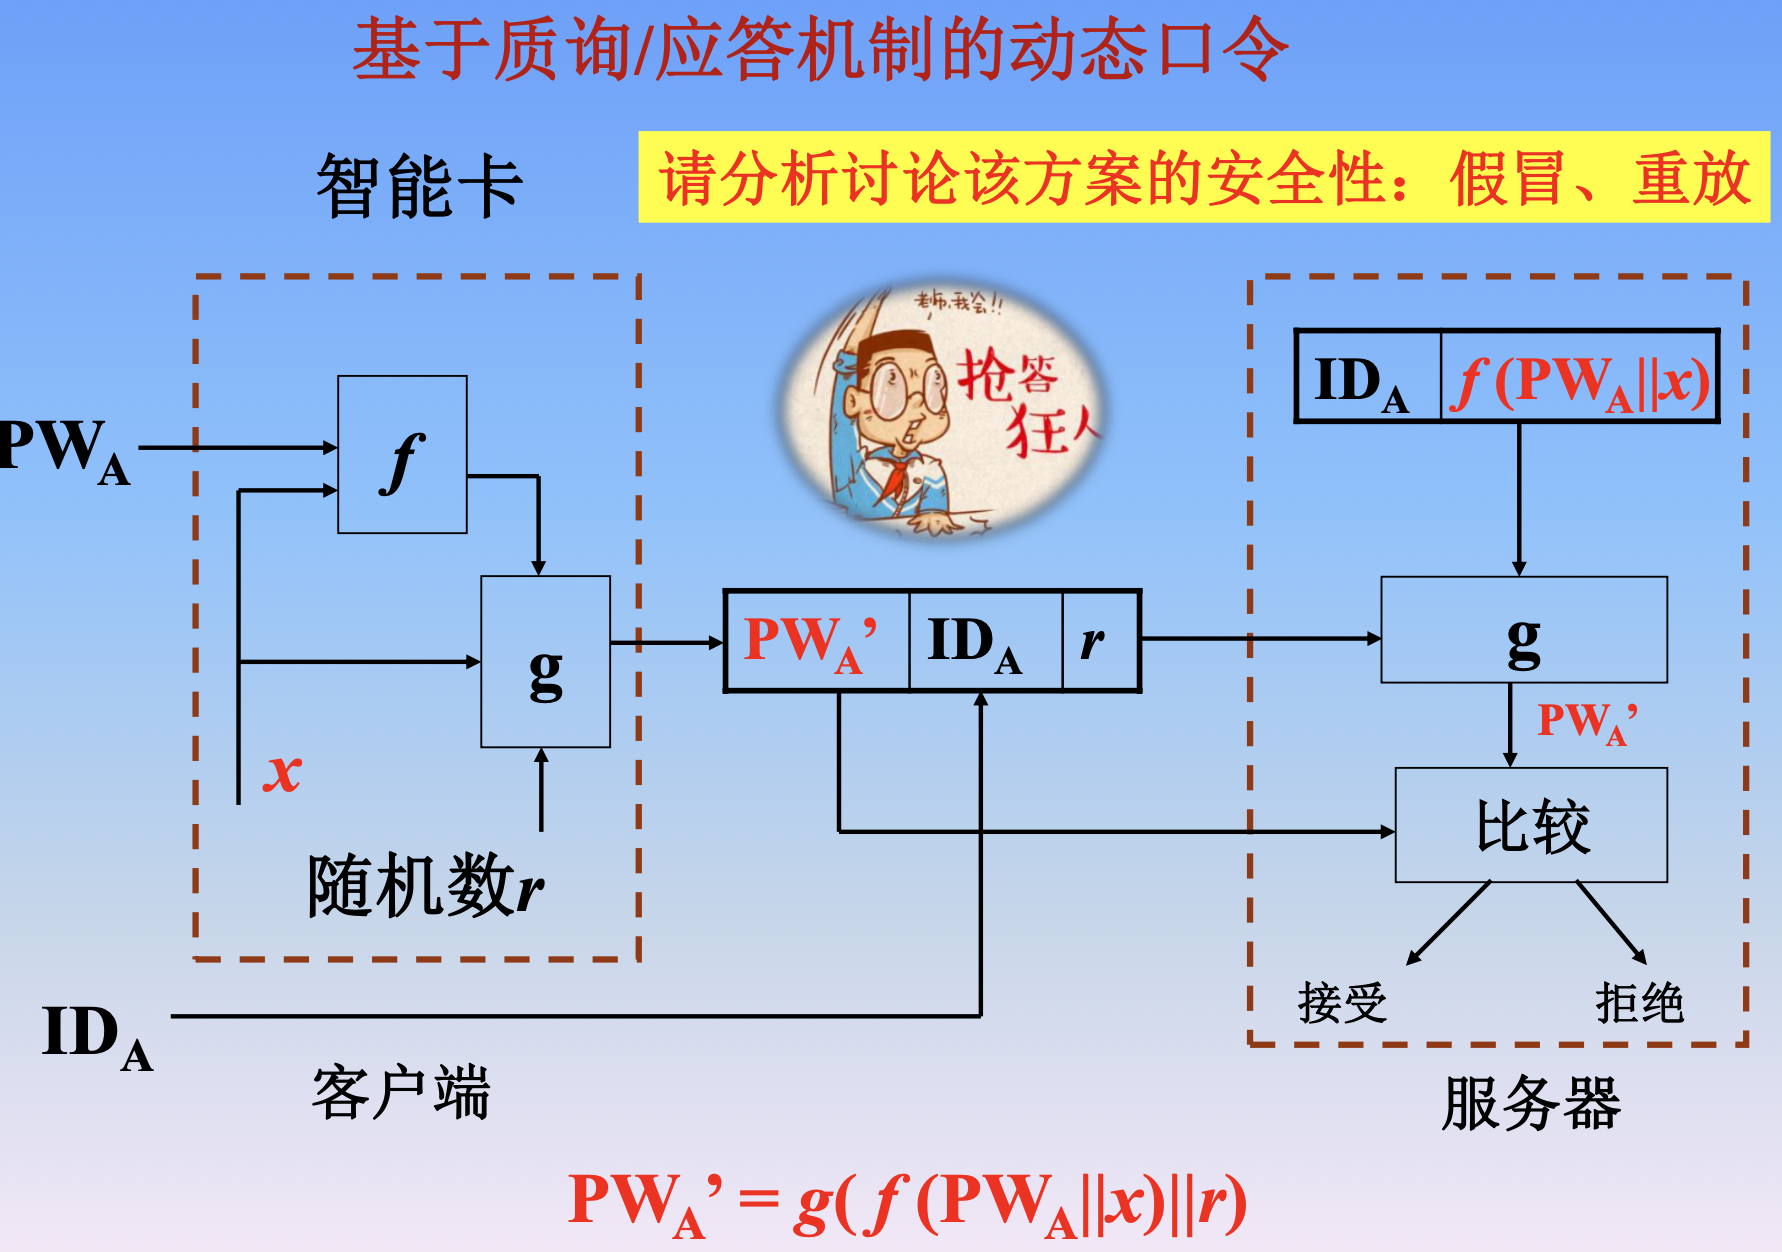 基于质询/应答机制的动态口令
智能卡
请分析讨论该方案的安全性：假冒、重放
老师，我会!!
抢答
狂人
ID_A f(PW_A||x)
PW_A
f
g
PW_A’ ID_A r
g
PW_A’
x
比较
随机数r
接受 拒绝
ID_A
客户端
服务器
PW_A’ = g( f (PW_A||x)||r)